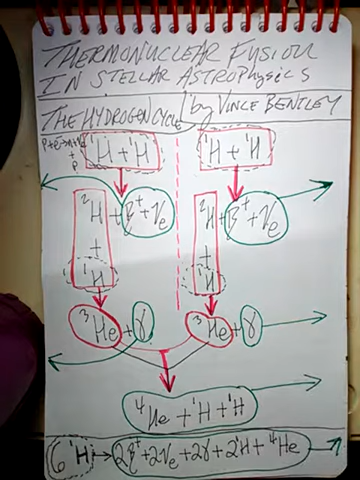 THERMONUCLEAR FUSION
IN STELLAR ASTROPHYSICS
THE HYDROGEN CYCLE by VINCE BENTLEY
¹H + ¹H ¹H + ¹H
+
p
²H + β⁺ + νe ²H + β⁺ + νe
+ +
¹H ¹H
³He + γ ³He + γ
⁴He + ¹H + ¹H
6 ¹H → 2β⁺ + 2νe + 2γ + 2¹H + ⁴He